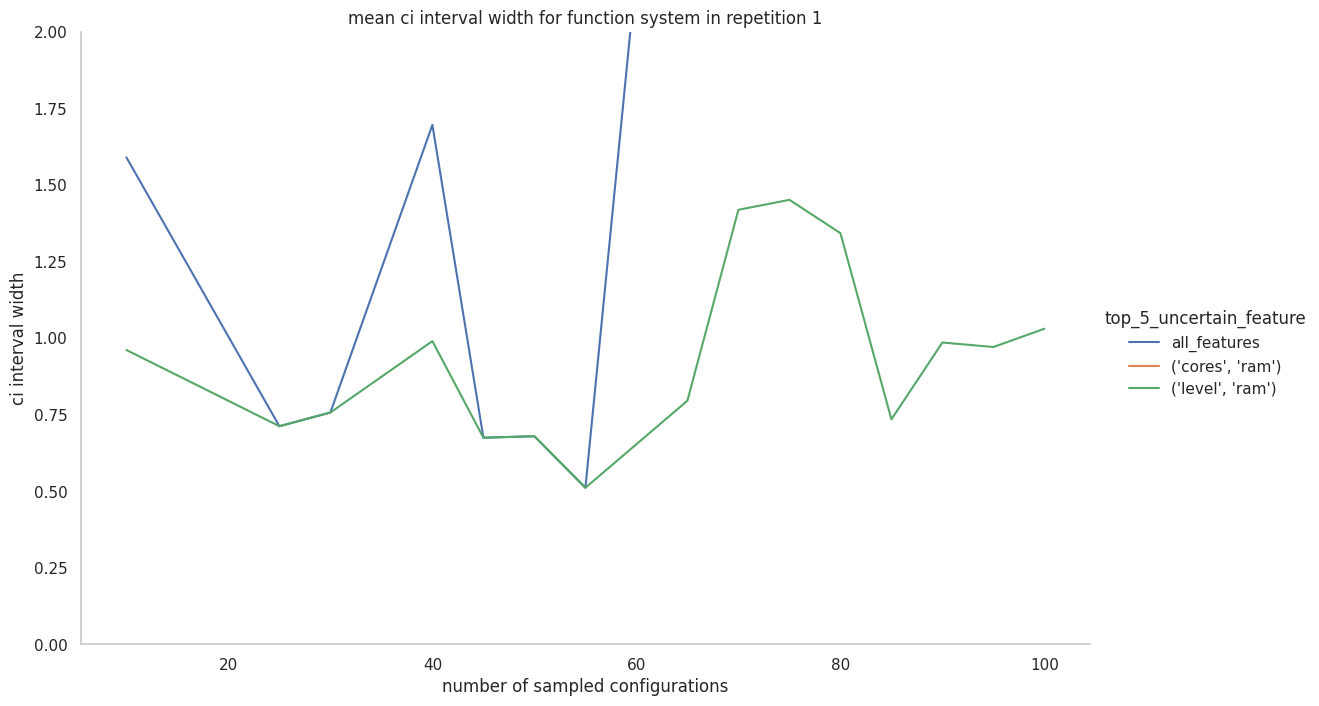 mean ci interval width for function system in repetition 1
2.00
1.75
1.50
1.25
1.00
0.75
0.50
0.25
0.00
ci interval width
20
40
60
80
100
number of sampled configurations
top_5_uncertain_feature
all_features
('cores', 'ram')
('level', 'ram')